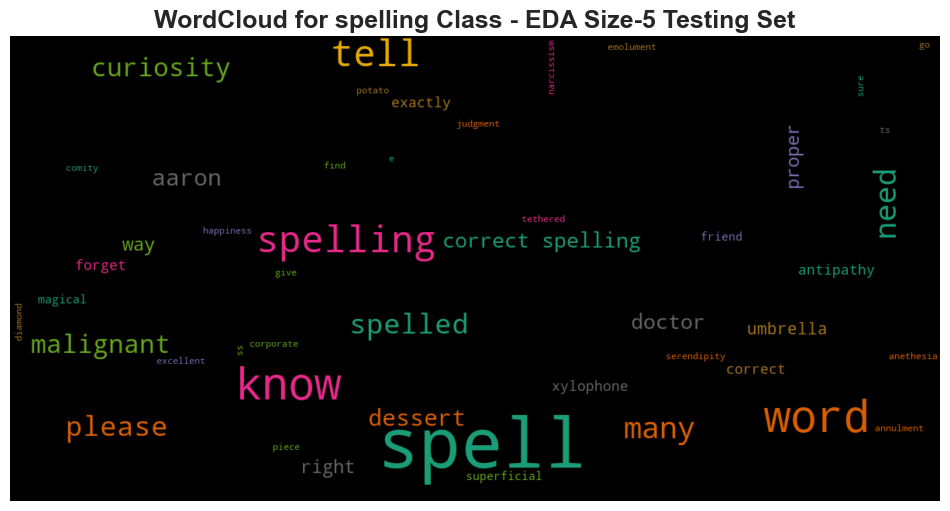 WordCloud for spelling Class - EDA Size-5 Testing Set
tell
emolument
go
curiosity
narcissism
sure
potato
exactly
judgment
ts
proper
e
comity
find
aaron
need
tethered
happiness
spelling
correct spelling
friend
way
forget
give
antipathy
magical
diamond
spelled
doctor
umbrella
malignant
ss
corporate
excellent
serendipity
anethesia
correct
know
xylophone
please
dessert
spell
many
word
annulment
piece
right
superficial